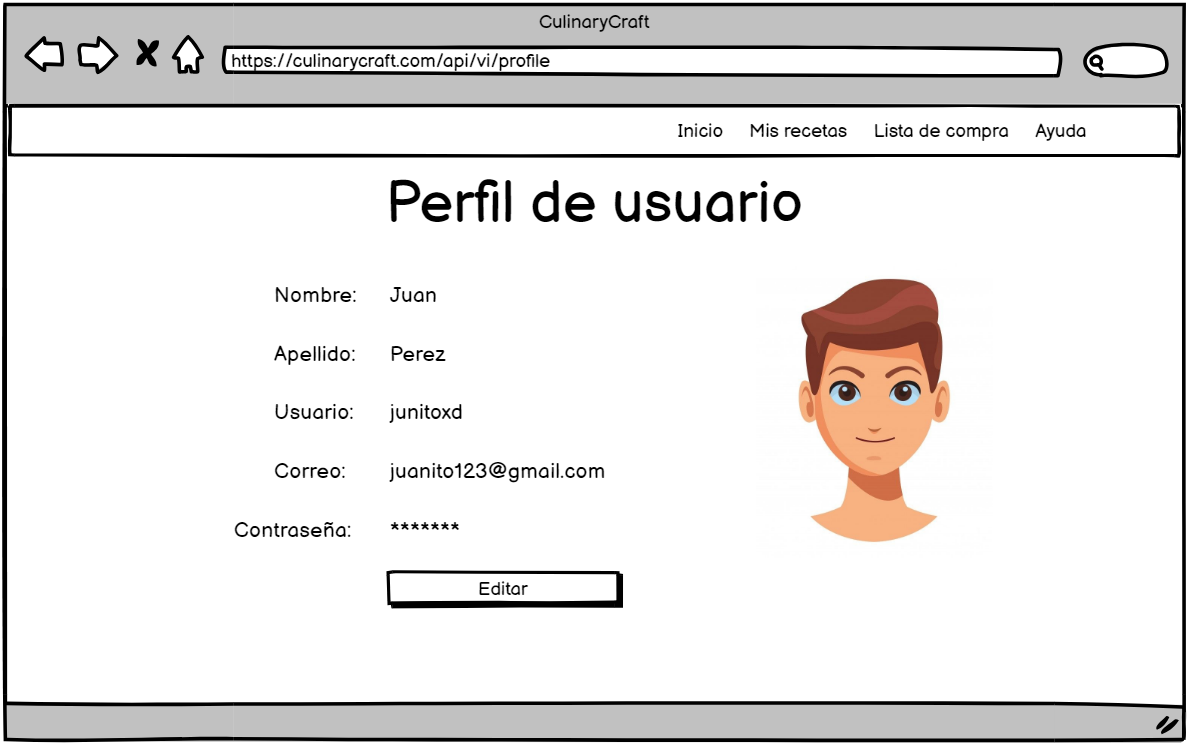 CulinaryCraft
https://culinarycraft.com/api/vi/profile
Inicio Mis recetas Lista de compra Ayuda
Perfil de usuario
Nombre: Juan
Apellido: Perez
Usuario: junitoxd
Correo: juanito123@gmail.com
Contraseña: *******
Editar